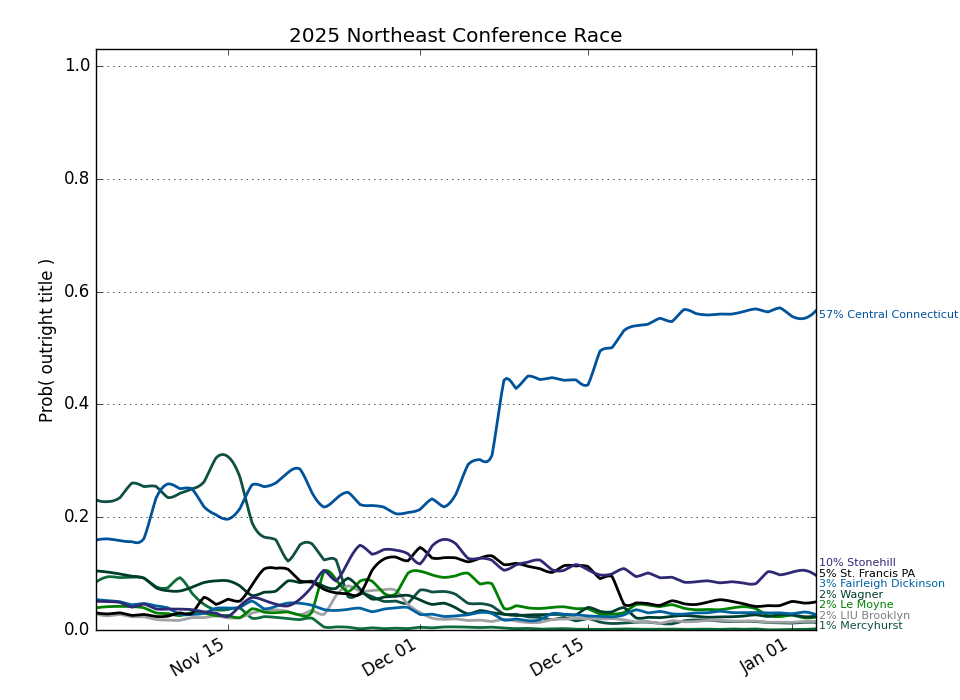 2025 Northeast Conference Race
Prob( outright title )
1.0
0.8
0.6
0.4
0.2
0.0
Nov 15
Dec 01
Dec 15
Jan 01
57% Central Connecticut
10% Stonehill
5% St. Francis PA
3% Fairleigh Dickinson
2% Wagner
2% Le Moyne
2% LIU Brooklyn
1% Mercyhurst